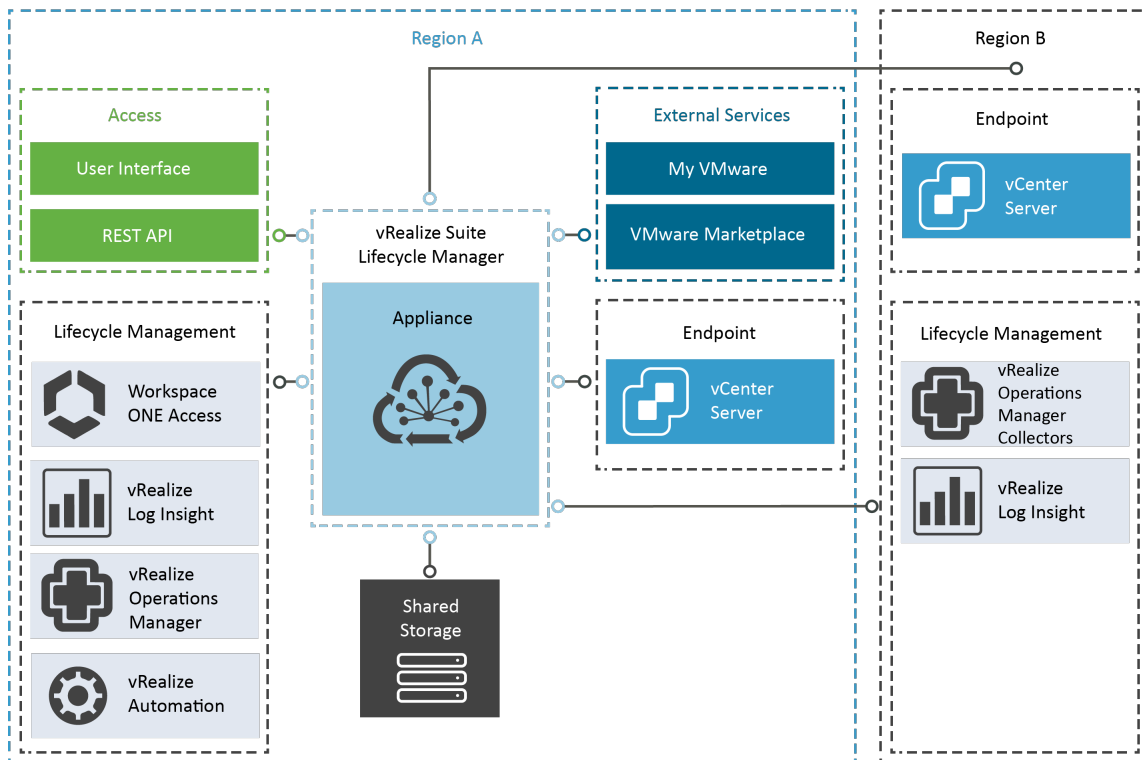 Region A
Access
User Interface
REST API
Lifecycle Management
Workspace
ONE Access
vRealize
Log Insight
vRealize
Operations
Manager
vRealize
Automation
vRealize Suite
Lifecycle Manager
Appliance
Shared
Storage
External Services
My VMware
VMware Marketplace
Endpoint
vCenter
Server
Region B
Endpoint
vCenter
Server
Lifecycle Management
vRealize
Operations
Manager
Collectors
vRealize
Log Insight